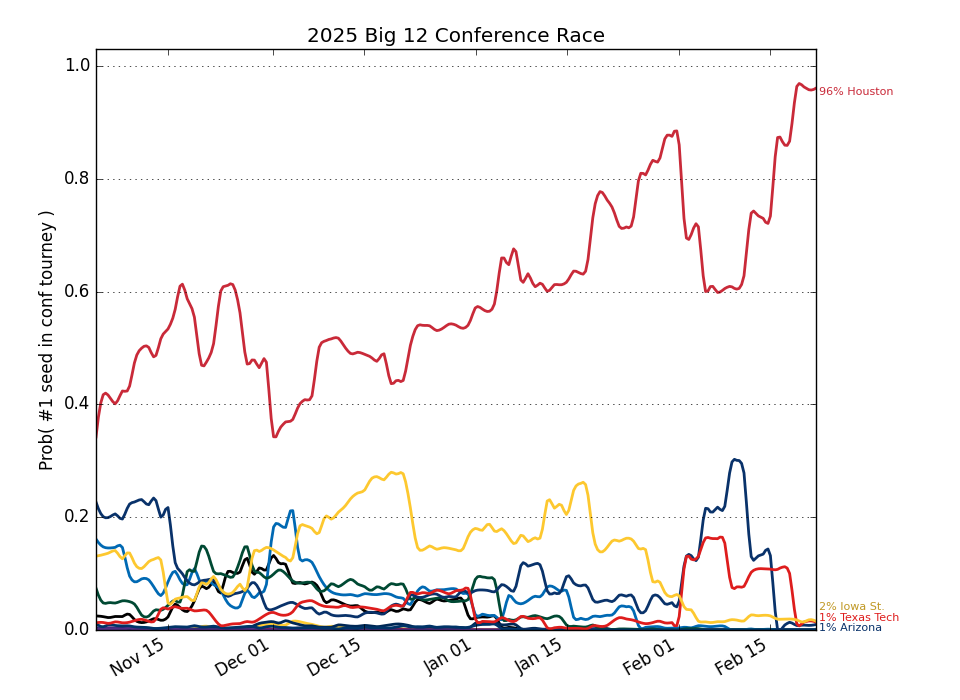 2025 Big 12 Conference Race
Prob( #1 seed in conf tourney )
1.0
0.8
0.6
0.4
0.2
0.0
96% Houston
2% Iowa St.
1% Texas Tech
1% Arizona
Nov 15
Dec 01
Dec 15
Jan 01
Jan 15
Feb 01
Feb 15